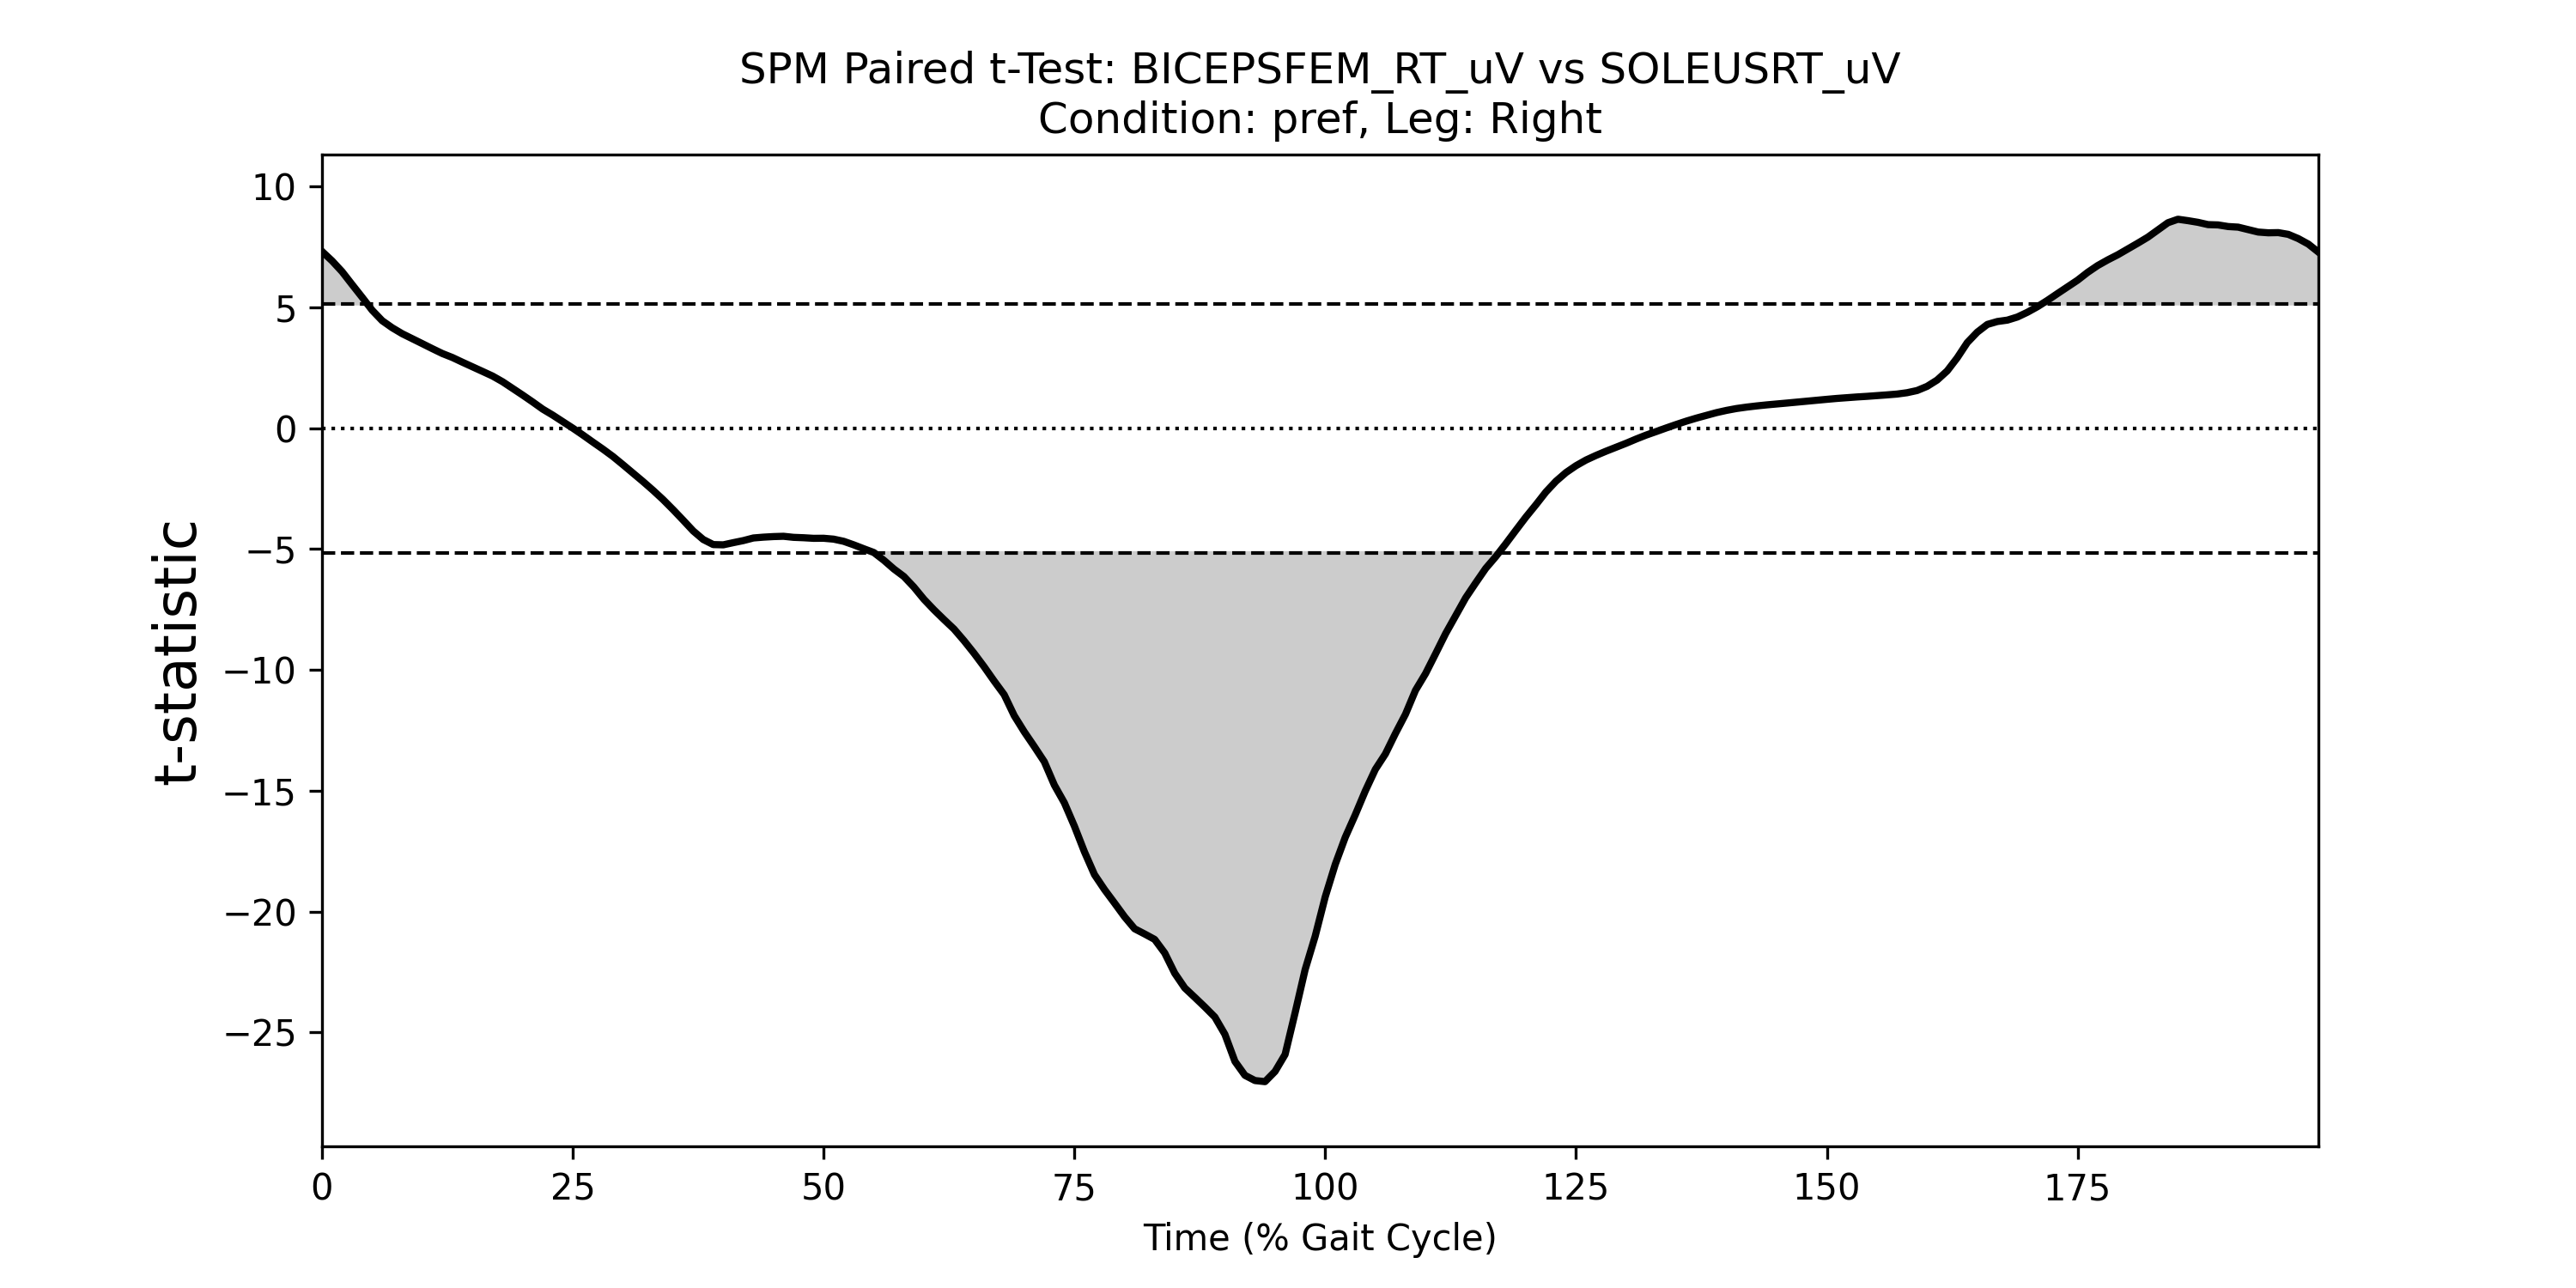 SPM Paired t-Test: BICEPSFEM_RT_uV vs SOLEUSRT_uV
Condition: pref, Leg: Right
10
5
0
−5
−10
−15
−20
−25
t-statistic
0 25 50 75 100 125 150 175
Time (% Gait Cycle)